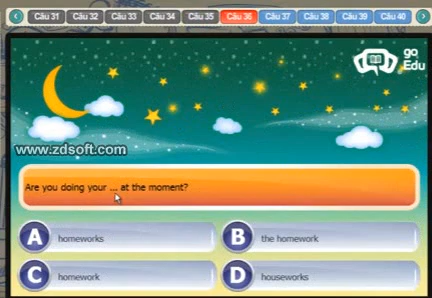 Câu 31 Câu 32 Câu 33 Câu 34 Câu 35 Câu 36 Câu 37 Câu 38 Câu 39 Câu 40
go
Edu
www.zdsoft.com
Are you doing your ... at the moment?
A homeworks
B the homework
C homework
D houseworks